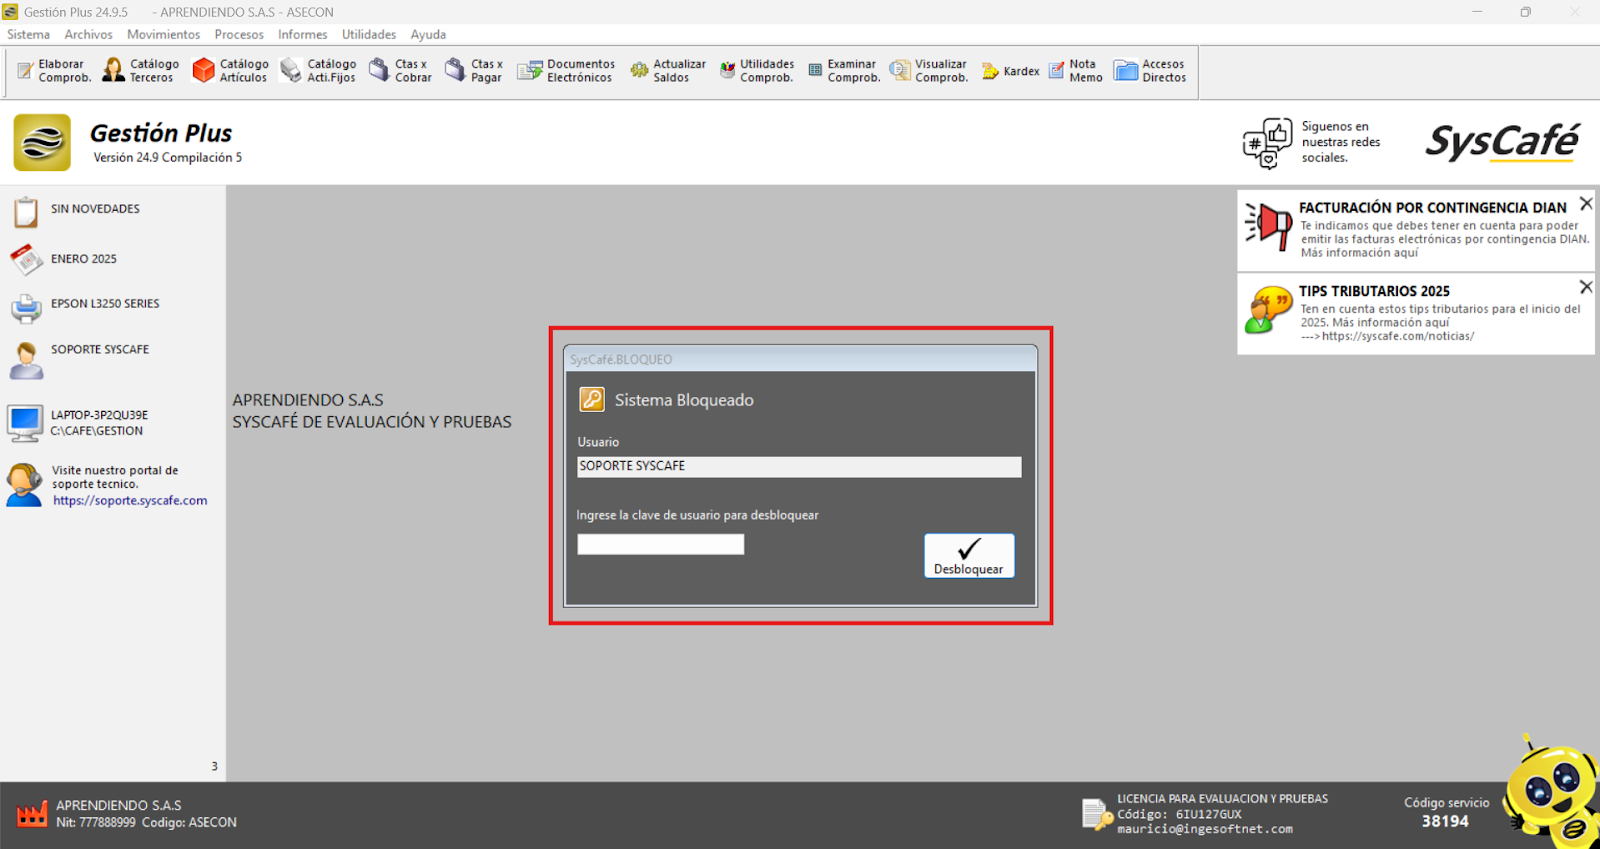 Gestión Plus 24.9.5 - APRENDIENDO S.A.S - ASECON
Sistema Archivos Movimientos Procesos Informes Utilidades Ayuda
Elaborar Comprob.
Catálogo Terceros
Catálogo Artículos
Catálogo Acti.Fijos
Ctas x Cobrar
Ctas x Pagar
Documentos Electrónicos
Actualizar Saldos
Utilidades Comprob.
Examinar Comprob.
Visualizar Comprob.
Kardex
Nota Memo
Accesos Directos
Gestión Plus
Versión 24.9 Compilación 5
#
Siguenos en
nuestras redes
sociales.
SysCafé
SIN NOVEDADES
ENERO 2025
EPSON L3250 SERIES
SOPORTE SYSCAFE
LAPTOP-3P2QU39E
C:\CAFE\GESTION
Visite nuestro portal de
soporte tecnico.
https://soporte.syscafe.com
3
APRENDIENDO S.A.S
SYSCAFÉ DE EVALUACIÓN Y PRUEBAS
SysCafé.BLOQUEO
Sistema Bloqueado
Usuario
SOPORTE SYSCAFE
Ingrese la clave de usuario para desbloquear
Desbloquear
FACTURACIÓN POR CONTINGENCIA DIAN
Te indicamos que debes tener en cuenta para poder
emitir las facturas electrónicas por contingencia DIAN.
Más información aquí
TIPS TRIBUTARIOS 2025
Ten en cuenta estos tips tributarios para el inicio del
2025. Más información aquí
--->https://syscafe.com/noticias/
APRENDIENDO S.A.S
Nit: 777888999 Codigo: ASECON
LICENCIA PARA EVALUACION Y PRUEBAS
Código: 6IU127GUX
mauricio@ingesoftnet.com
Código servicio
38194